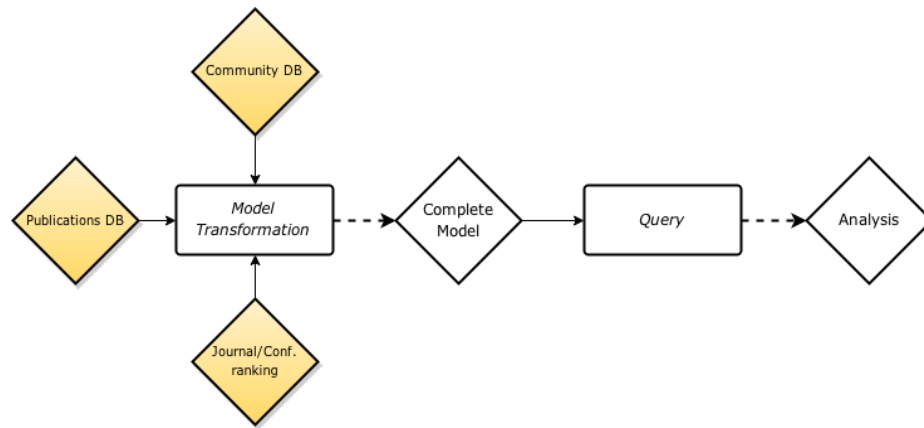 Community DB
Publications DB
Model
Transformation
Complete
Model
Query
Analysis
Journal/Conf.
ranking